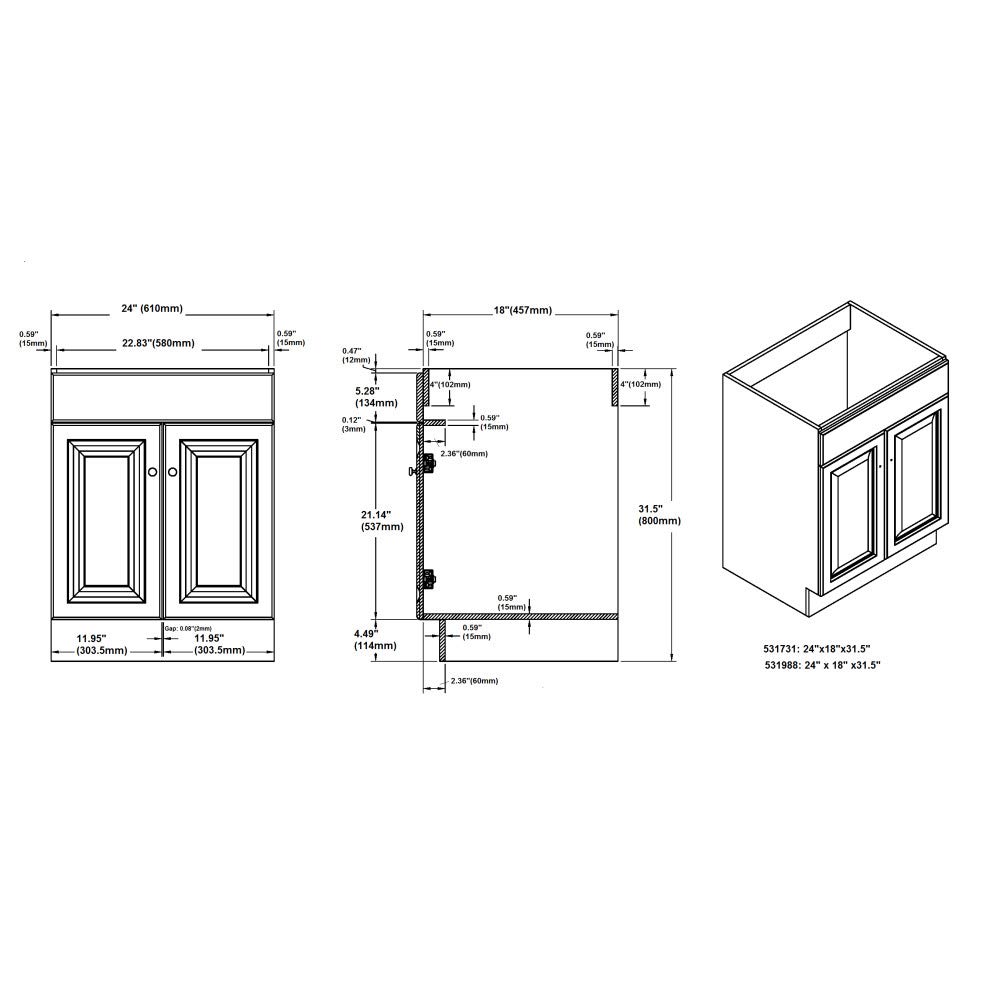 24" (610mm)
0.59"
(15mm)
22.83"(580mm)
0.59"
(15mm)
Gap: 0.08"(2mm)
11.95"
(303.5mm)
11.95"
(303.5mm)
18"(457mm)
0.59"
(15mm)
0.59"
(15mm)
0.47"
(12mm)
5.28"
(134mm)
4"(102mm)
4"(102mm)
0.12"
(3mm)
0.59"
(15mm)
2.36"(60mm)
21.14"
(537mm)
31.5"
(800mm)
0.59"
(15mm)
4.49"
(114mm)
0.59"
(15mm)
2.36"(60mm)
531731: 24"x18"x31.5"
531988: 24" x 18" x31.5"